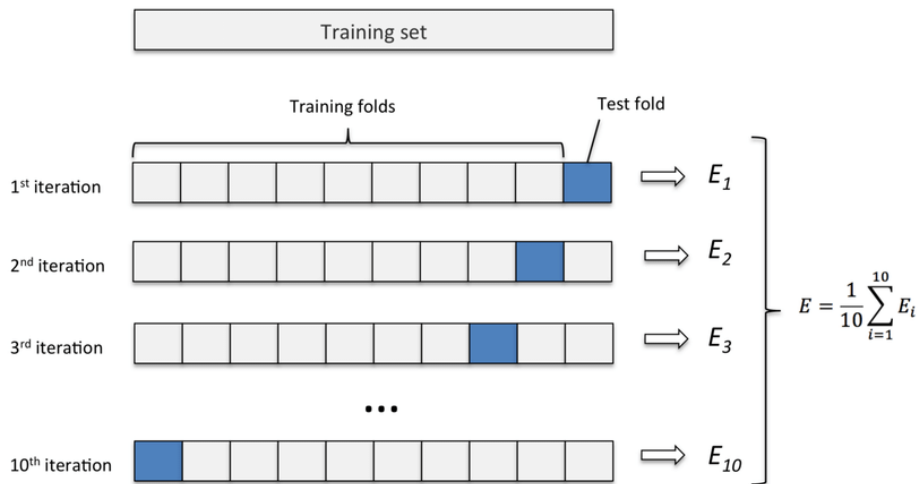 Training set
Training folds
Test fold
1st iteration
E1
2nd iteration
E2
3rd iteration
E3
E = 1/10 ∑ i=1 10 Ei
...
10th iteration
E10